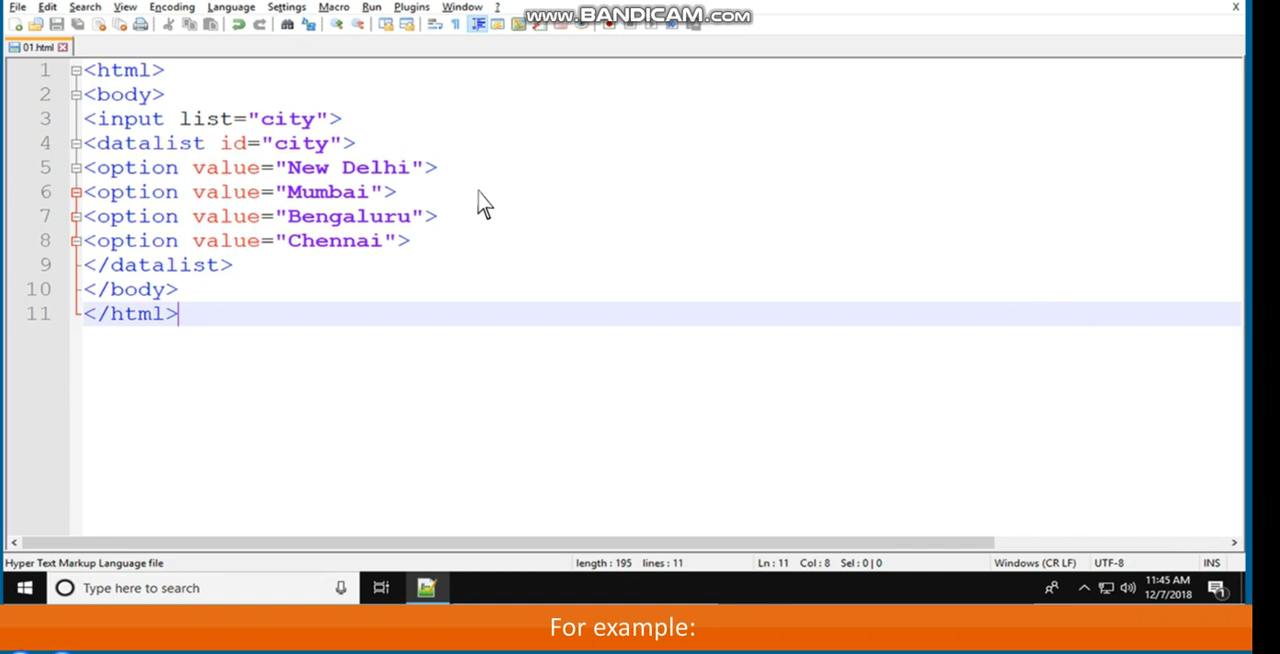 File Edit Search View Encoding Language Settings Macro Run Plugins Window ? X
WWW.BANDICAM.COM
01.html
1 <html>
2 <body>
3 <input list="city">
4 <datalist id="city">
5 <option value="New Delhi">
6 <option value="Mumbai">
7 <option value="Bengaluru">
8 <option value="Chennai">
9 </datalist>
10 </body>
11 </html>
Hyper Text Markup Language file length : 195 lines : 11 Ln : 11 Col : 8 Sel : 0 | 0 Windows (CR LF) UTF-8 INS
Type here to search
11:45 AM
12/7/2018
1
For example: